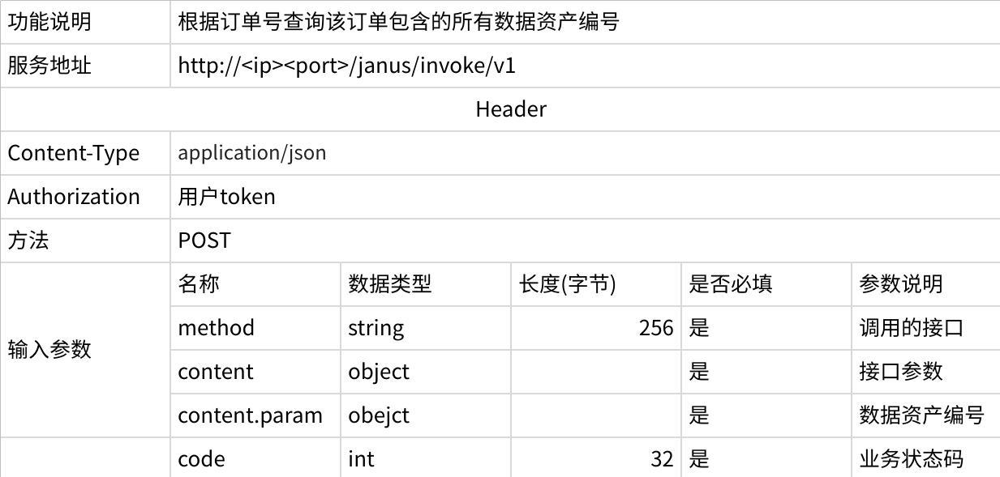 功能说明 根据订单号查询该订单包含的所有数据资产编号
服务地址 http://<ip><port>/janus/invoke/v1
Header
Content-Type application/json
Authorization 用户token
方法 POST
名称 数据类型 长度(字节) 是否必填 参数说明
method string 256 是 调用的接口
输入参数
content object 是 接口参数
content.param obejct 是 数据资产编号
code int 32 是 业务状态码